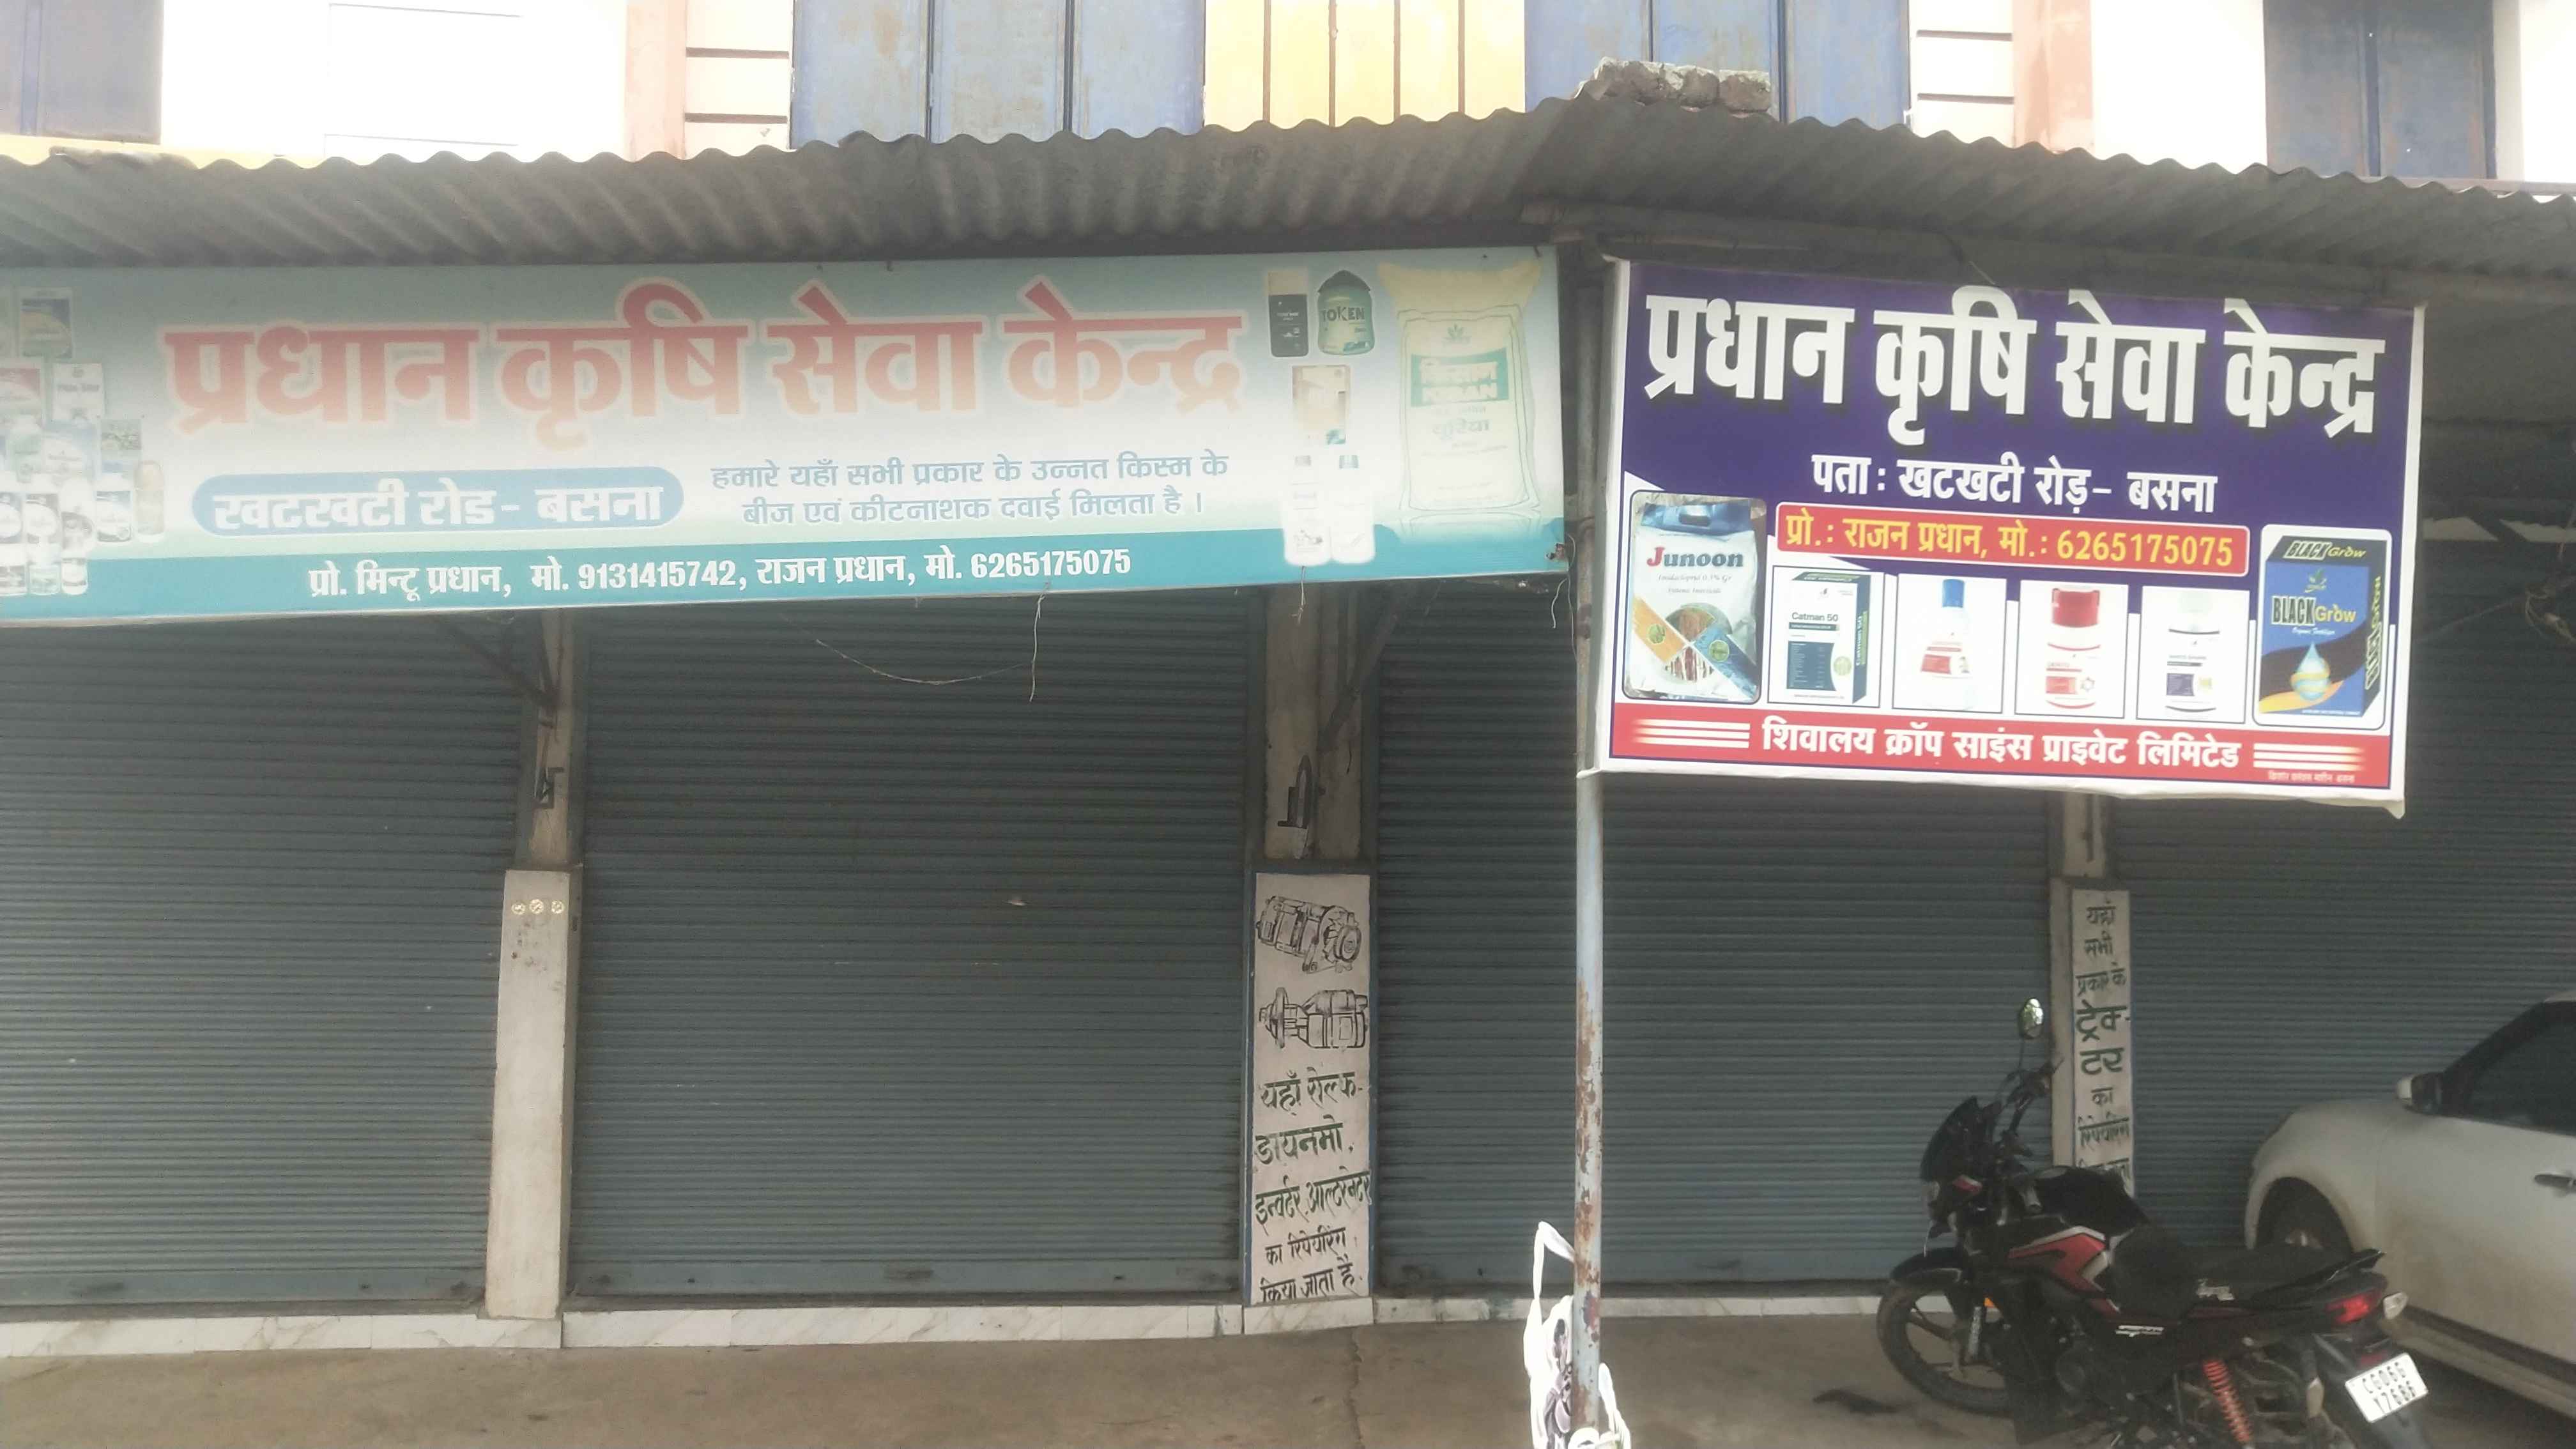 प्रधान कृषि सेवा केन्द्र
खटखटी रोड- बसना
हमारे यहाँ सभी प्रकार के उन्नत किस्म के
बीज एवं कीटनाशक दवाई मिलता है ।
प्रो. मिन्टू प्रधान, मो. 9131415742, राजन प्रधान, मो. 6265175075
TOKEN
यूरिया
प्रधान कृषि सेवा केन्द्र
पता : खटखटी रोड़- बसना
प्रो.: राजन प्रधान, मो.: 6265175075
Junoon
Catman 50
BLACK Grow
BLACK Grow
शिवालय क्रॉप साइंस प्राइवेट लिमिटेड
यहाँ सेल्फ-
डायनमो,
इन्वर्टर,आल्टरनेटर
का रिपेयरिंग
किया जाता है.
यहाँ
सभी
प्रकार के
ट्रेक
टर
का
रिपेयरिंग